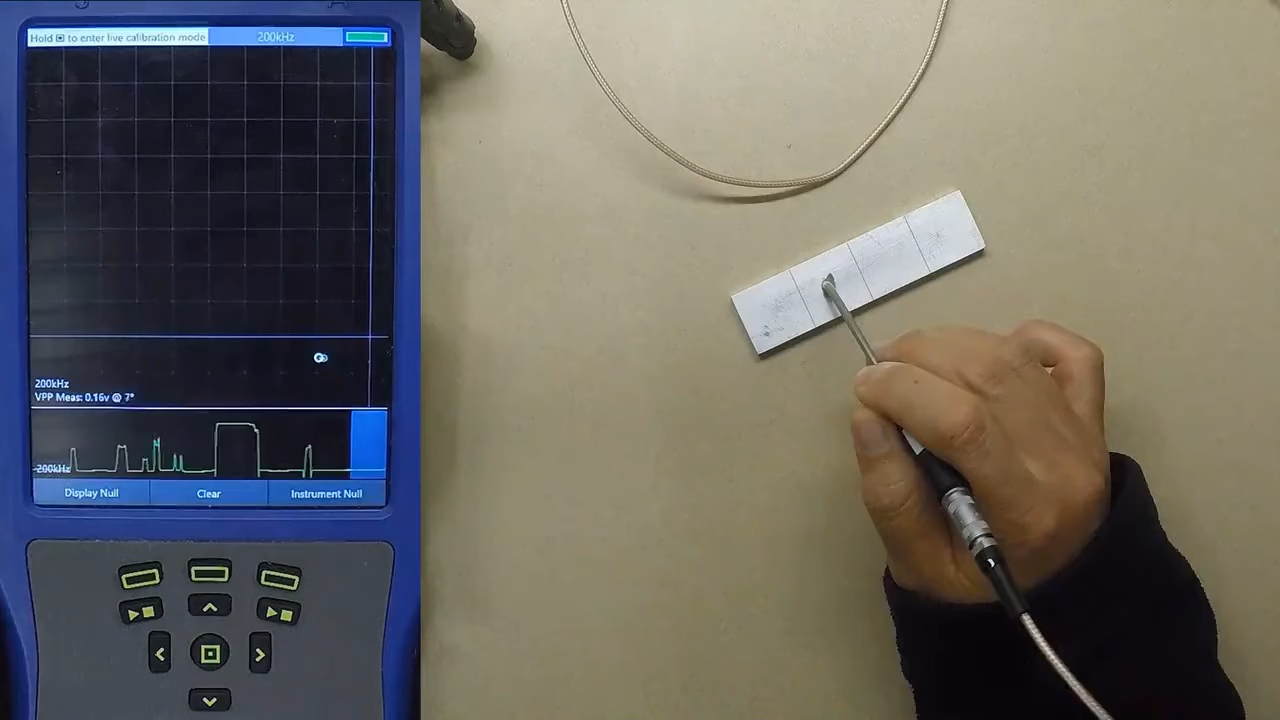 Hold ▣ to enter live calibration mode 200kHz
200kHz
VPP Meas: 0.16v @ 7°
200kHz
Display Null Clear Instrument Null